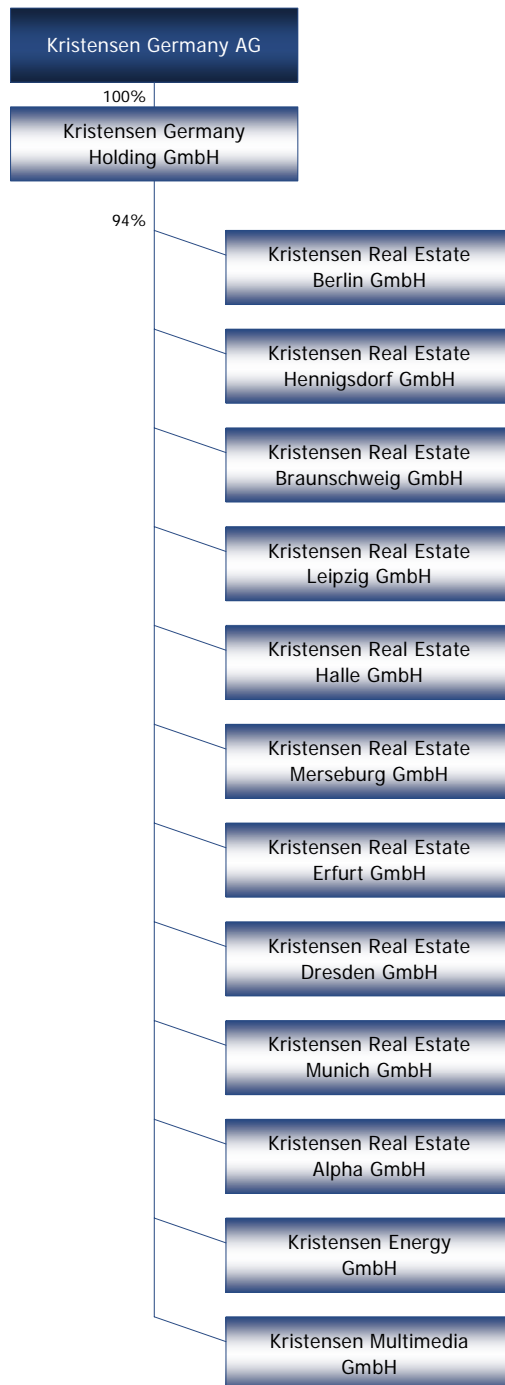 Kristensen Germany AG
100%
Kristensen Germany
Holding GmbH
94%
Kristensen Real Estate
Berlin GmbH
Kristensen Real Estate
Hennigsdorf GmbH
Kristensen Real Estate
Braunschweig GmbH
Kristensen Real Estate
Leipzig GmbH
Kristensen Real Estate
Halle GmbH
Kristensen Real Estate
Merseburg GmbH
Kristensen Real Estate
Erfurt GmbH
Kristensen Real Estate
Dresden GmbH
Kristensen Real Estate
Munich GmbH
Kristensen Real Estate
Alpha GmbH
Kristensen Energy
GmbH
Kristensen Multimedia
GmbH